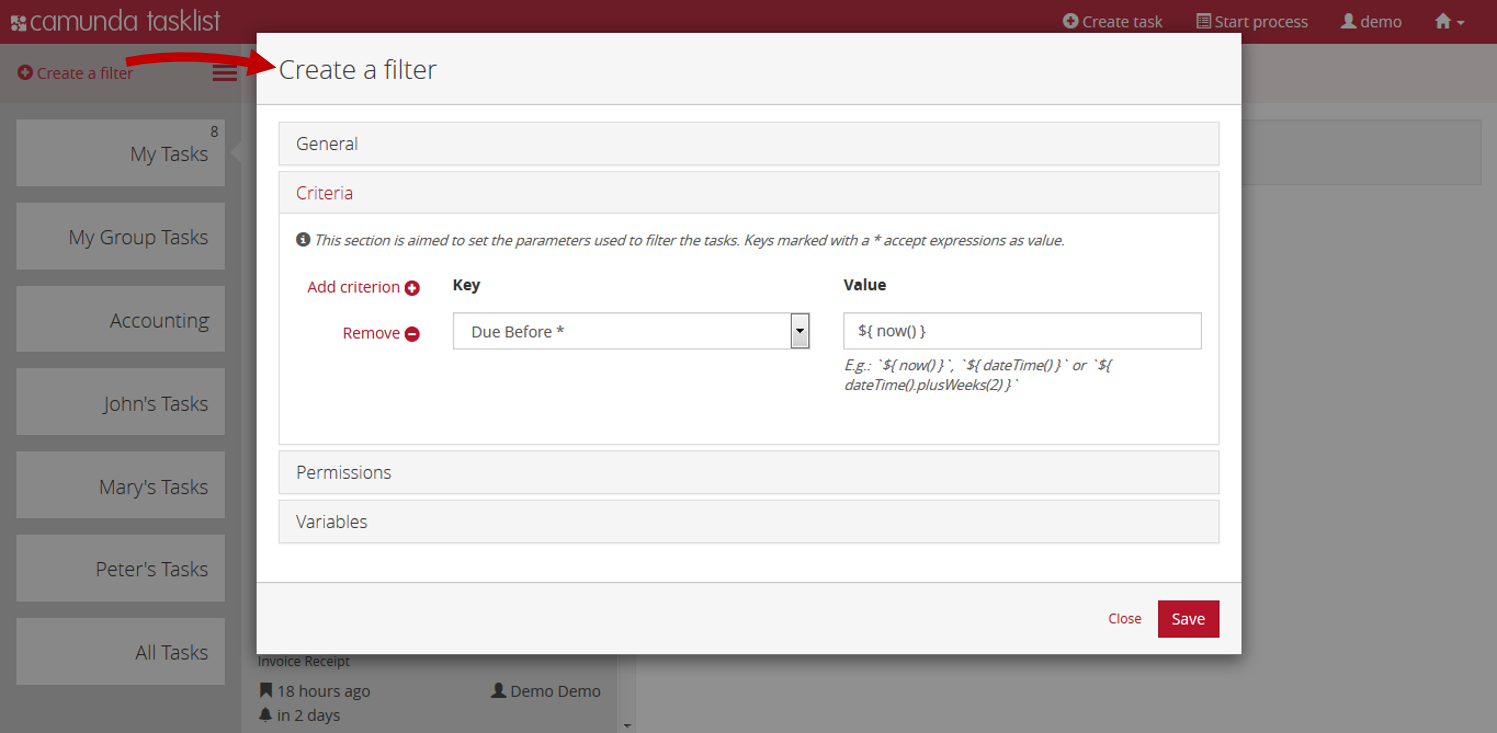 camunda tasklist
Create task
Start process
demo
Create a filter
8
My Tasks
My Group Tasks
Accounting
John's Tasks
Mary's Tasks
Peter's Tasks
All Tasks
Create a filter
General
Criteria
This section is aimed to set the parameters used to filter the tasks. Keys marked with a * accept expressions as value.
Add criterion
Key
Value
Remove
Due Before *
${ now() }
E.g.: `${ now() }`, `${ dateTime() }` or `${
dateTime().plusWeeks(2) }`
Permissions
Variables
Close
Save
Invoice Receipt
18 hours ago
Demo Demo
in 2 days